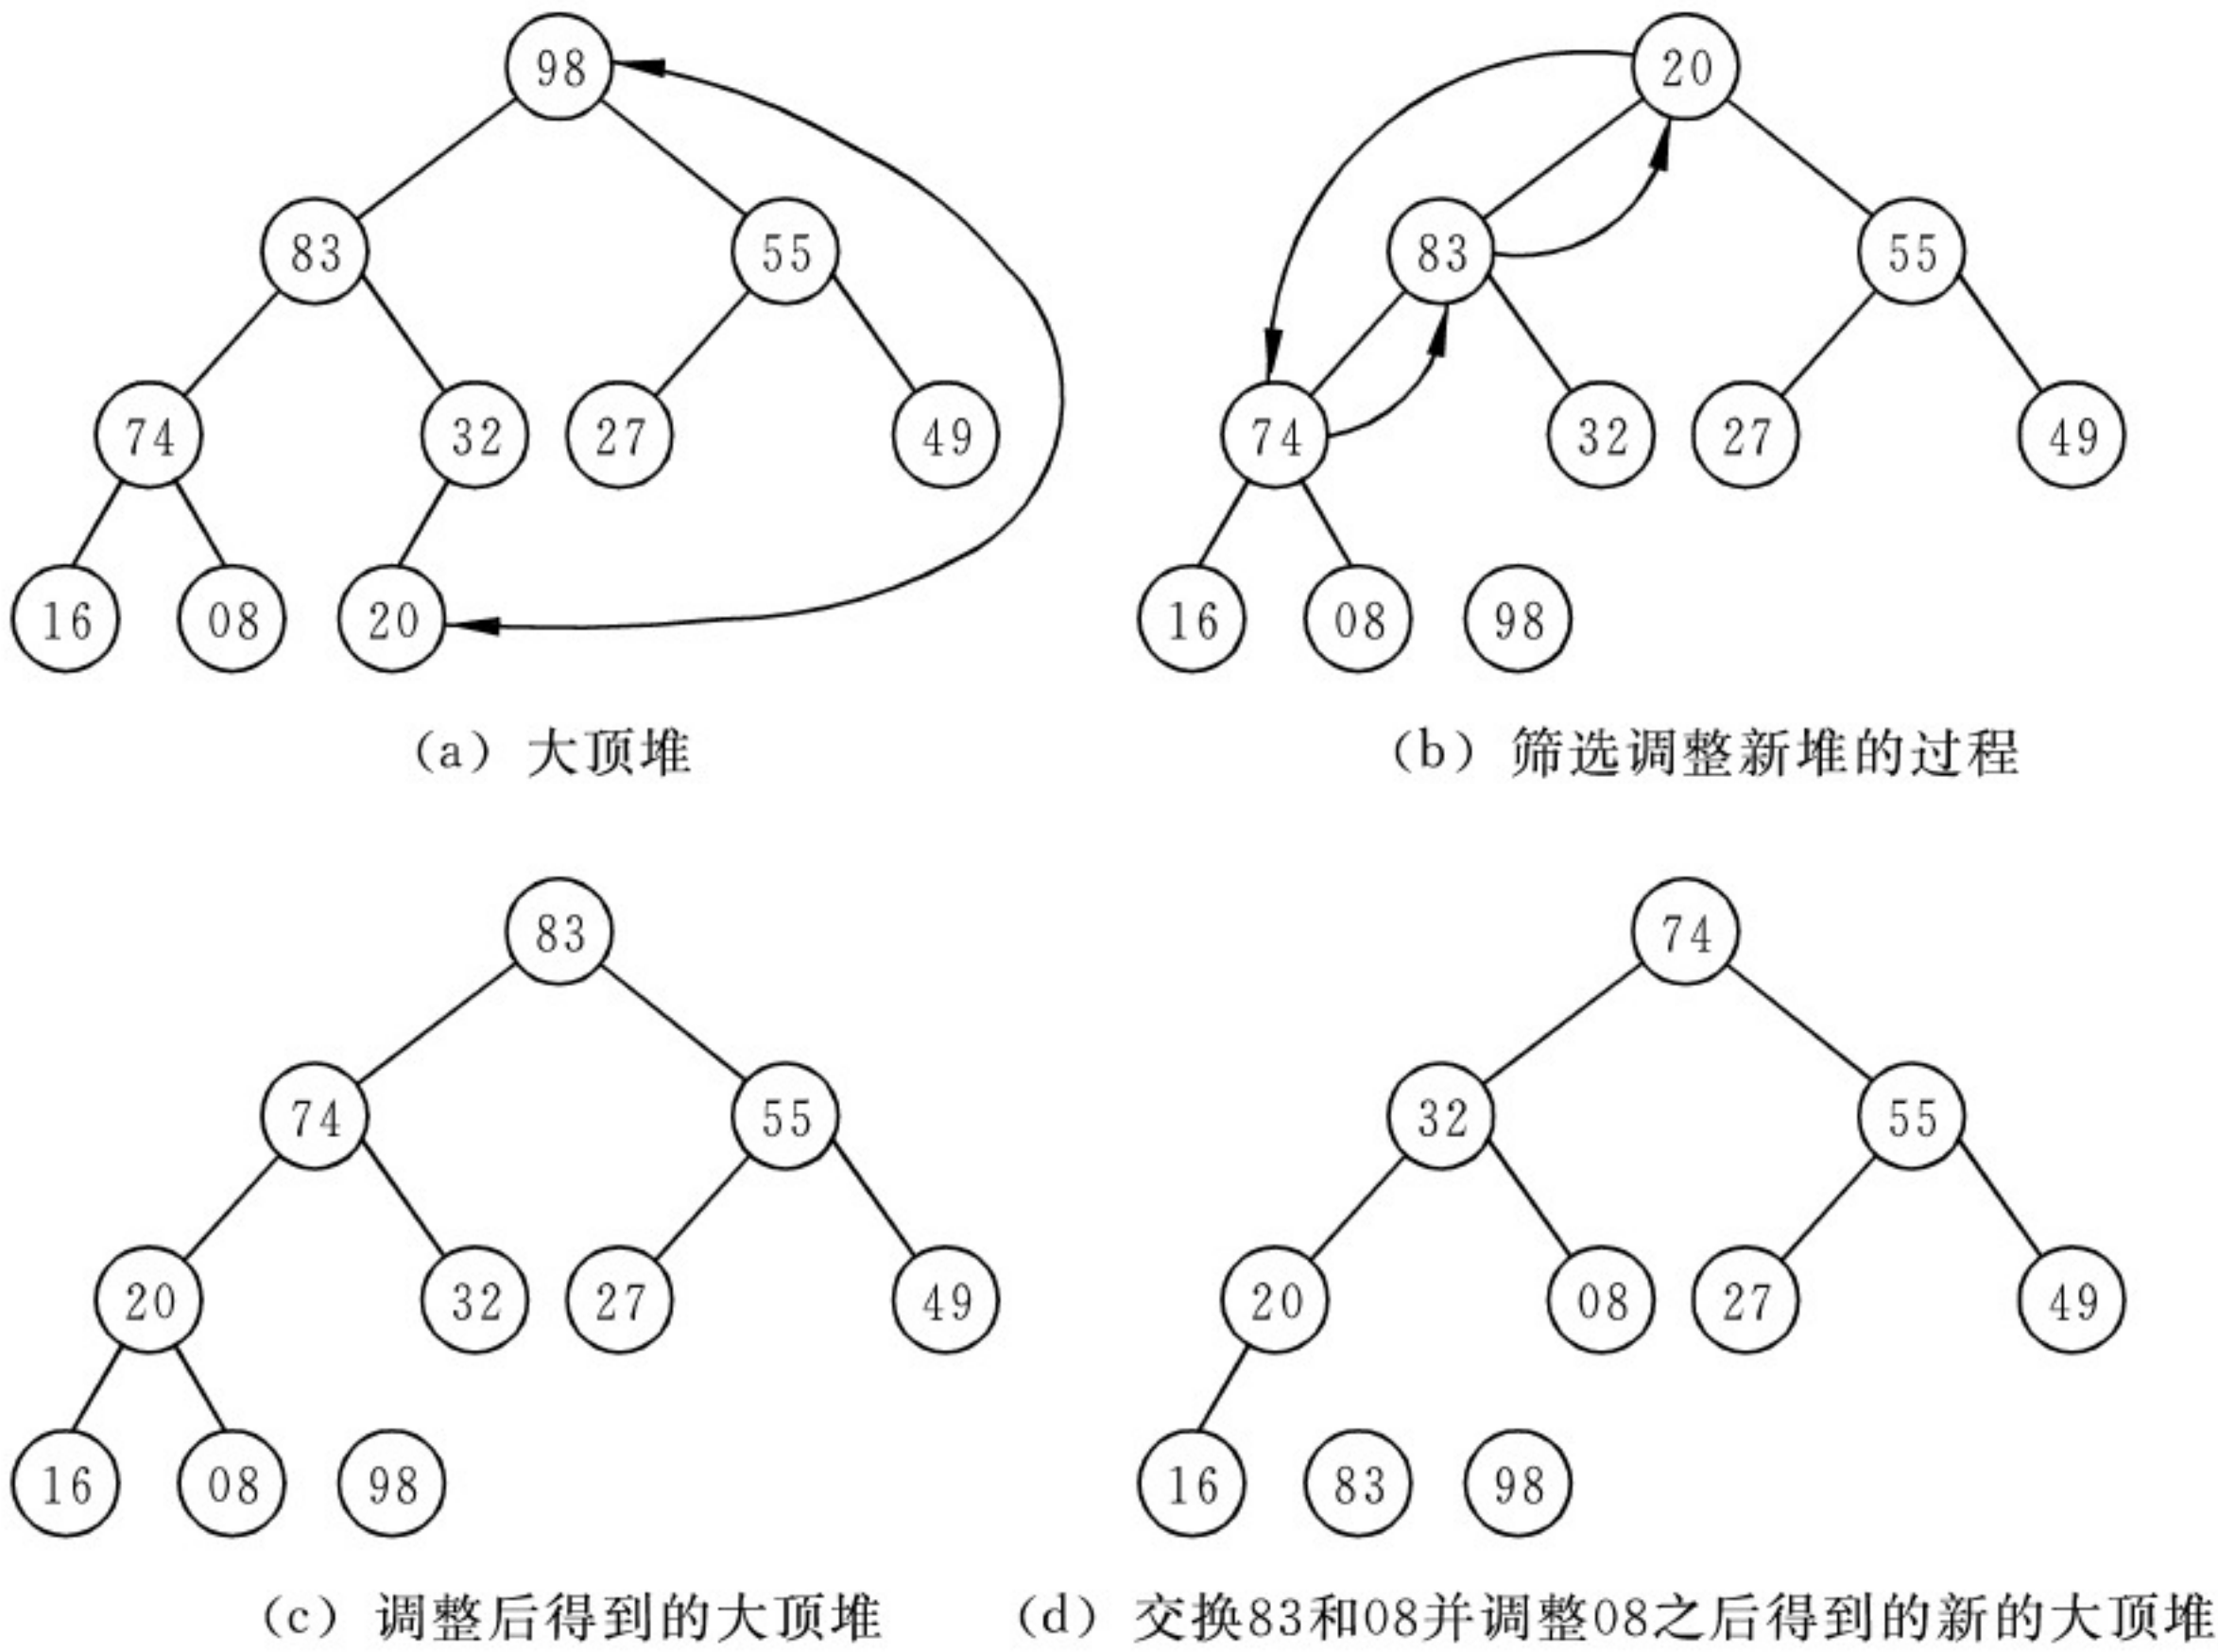 98 20
83 55 83 55
74 32 27 49 74 32 27 49
16 08 20 16 08 98
(a) 大顶堆 (b) 筛选调整新堆的过程
83 74
74 55 32 55
20 32 27 49 20 08 27 49
16 08 98 16 83 98
(c) 调整后得到的大顶堆 (d) 交换83和08并调整08之后得到的新的大顶堆